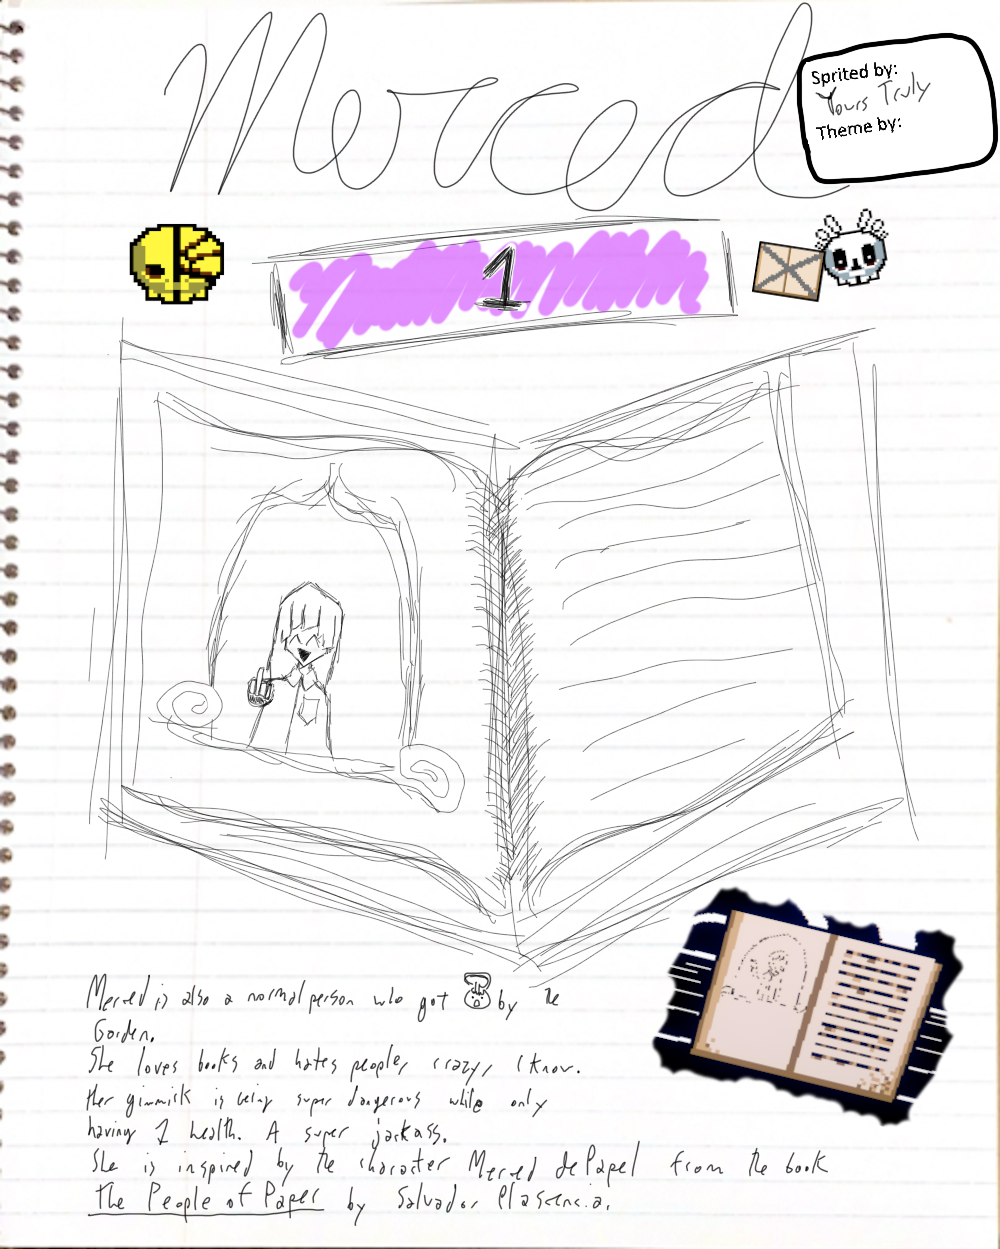 Merced
Sprited by:
Yours Truly
Theme by:
1
Merced is also a normal person who got by the
Garden.
She loves books and hates people, crazy, I know.
Her gimmick is being super dangerous while only
having 1 health. A super jackass.
She is inspired by the character Merced de Papel from the book
The People of Paper by Salvador Plascencia.